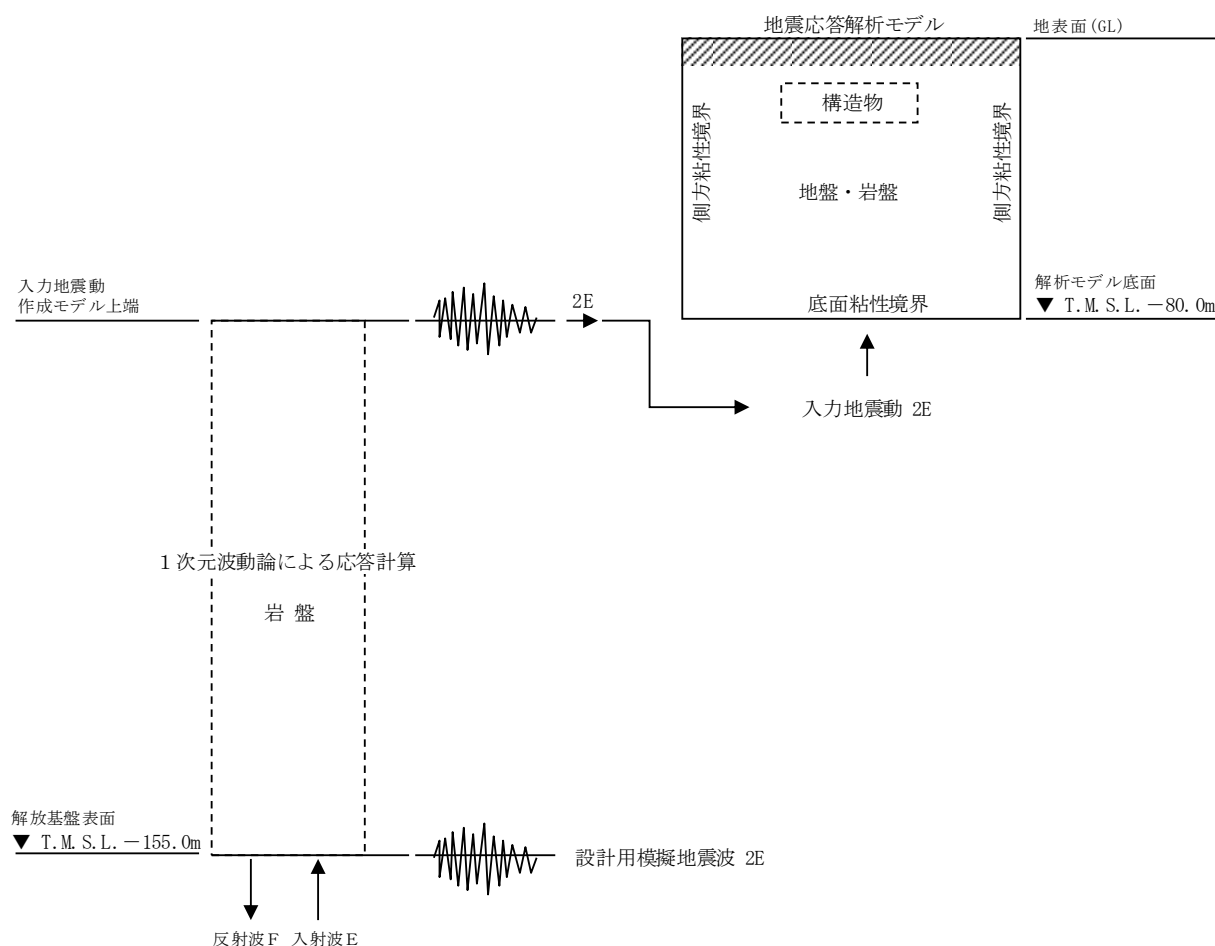 地震応答解析モデル
地表面(GL)
構造物
側方粘性境界
側方粘性境界
地盤・岩盤
入力地震動
作成モデル上端
2E
解析モデル底面
▼ T.M.S.L.－80.0m
底面粘性境界
入力地震動 2E
1次元波動論による応答計算
岩 盤
解放基盤表面
▼ T.M.S.L.－155.0m
設計用模擬地震波 2E
反射波F 入射波E